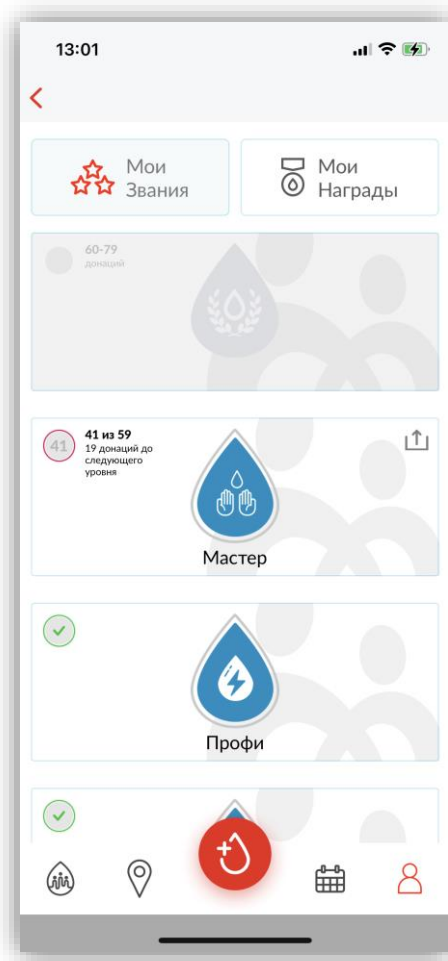 13:01
Мои
Звания
Мои
Награды
60-79
донаций
41
41 из 59
19 донаций до
следующего
уровня
Мастер
Профи